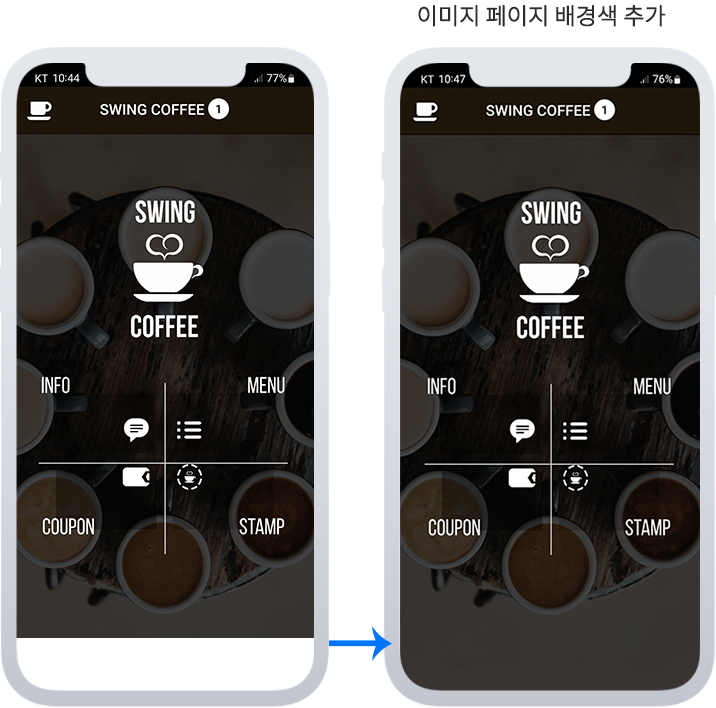 이미지 페이지 배경색 추가
KT 10:44 77%
SWING COFFEE 1
SWING
COFFEE
INFO MENU
COUPON STAMP
KT 10:47 76%
SWING COFFEE 1
SWING
COFFEE
INFO MENU
COUPON STAMP